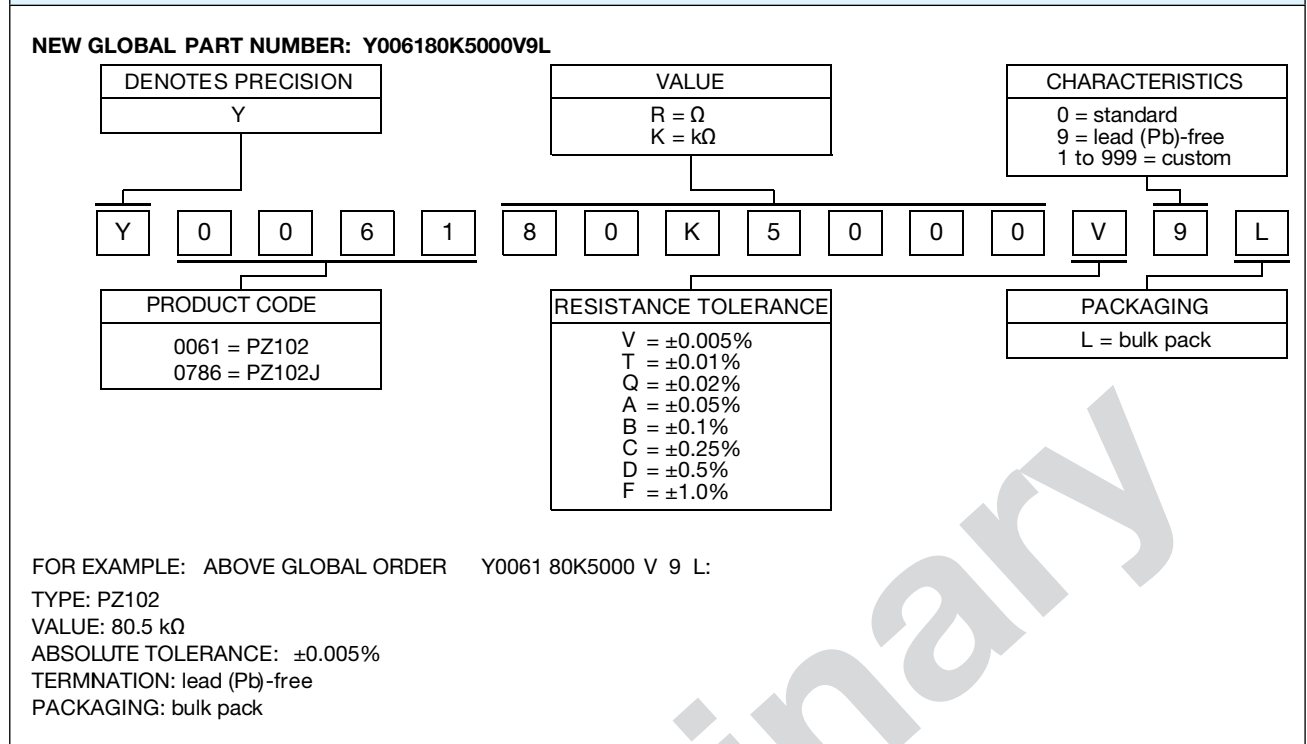 NEW GLOBAL PART NUMBER: Y006180K5000V9L
DENOTES PRECISION
Y
VALUE
R = Ω
K = kΩ
CHARACTERISTICS
0 = standard
9 = lead (Pb)-free
1 to 999 = custom
Y 0 0 6 1 8 0 K 5 0 0 0 V 9 L
PRODUCT CODE
0061 = PZ102
0786 = PZ102J
RESISTANCE TOLERANCE
V = ±0.005%
T = ±0.01%
Q = ±0.02%
A = ±0.05%
B = ±0.1%
C = ±0.25%
D = ±0.5%
F = ±1.0%
PACKAGING
L = bulk pack
FOR EXAMPLE: ABOVE GLOBAL ORDER Y0061 80K5000 V 9 L:
TYPE: PZ102
VALUE: 80.5 kΩ
ABSOLUTE TOLERANCE: ±0.005%
TERMNATION: lead (Pb)-free
PACKAGING: bulk pack
inary